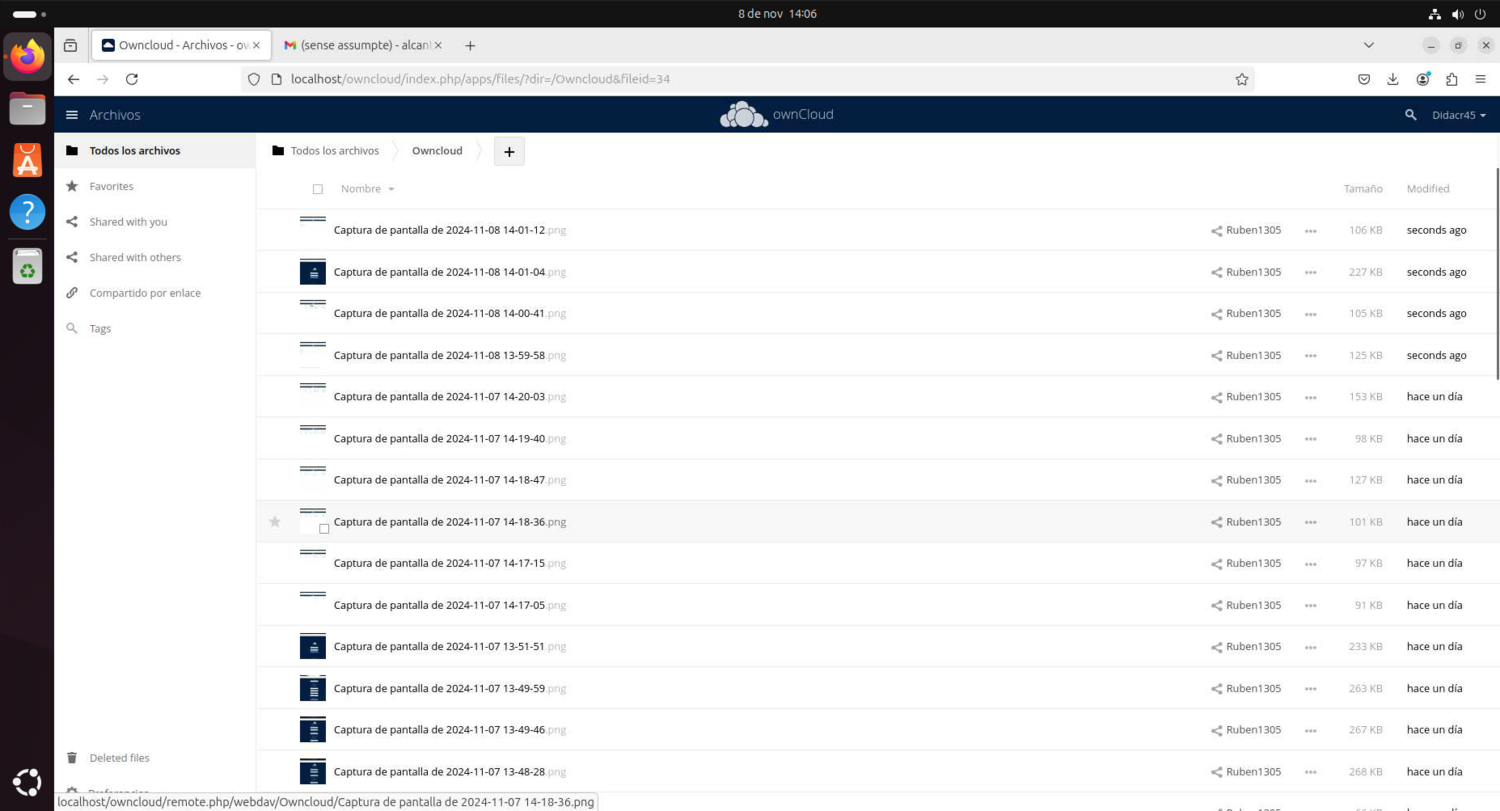 8 de nov 14:06
Owncloud - Archivos - ow
(sense assumpte) - alcant
localhost/owncloud/index.php/apps/files/?dir=/Owncloud&fileid=34
Archivos
ownCloud
Didacr45
Todos los archivos
Favorites
Shared with you
Shared with others
Compartido por enlace
Tags
Deleted files
Todos los archivos
Owncloud
+
Nombre
Tamaño
Modified
Captura de pantalla de 2024-11-08 14-01-12.png Ruben1305 106 KB seconds ago
Captura de pantalla de 2024-11-08 14-01-04.png Ruben1305 227 KB seconds ago
Captura de pantalla de 2024-11-08 14-00-41.png Ruben1305 105 KB seconds ago
Captura de pantalla de 2024-11-08 13-59-58.png Ruben1305 125 KB seconds ago
Captura de pantalla de 2024-11-07 14-20-03.png Ruben1305 153 KB hace un día
Captura de pantalla de 2024-11-07 14-19-40.png Ruben1305 98 KB hace un día
Captura de pantalla de 2024-11-07 14-18-47.png Ruben1305 127 KB hace un día
Captura de pantalla de 2024-11-07 14-18-36.png Ruben1305 101 KB hace un día
Captura de pantalla de 2024-11-07 14-17-15.png Ruben1305 97 KB hace un día
Captura de pantalla de 2024-11-07 14-17-05.png Ruben1305 91 KB hace un día
Captura de pantalla de 2024-11-07 13-51-51.png Ruben1305 233 KB hace un día
Captura de pantalla de 2024-11-07 13-49-59.png Ruben1305 263 KB hace un día
Captura de pantalla de 2024-11-07 13-49-46.png Ruben1305 267 KB hace un día
Captura de pantalla de 2024-11-07 13-48-28.png Ruben1305 268 KB hace un día
localhost/owncloud/remote.php/webdav/Owncloud/Captura de pantalla de 2024-11-07 14-18-36.png